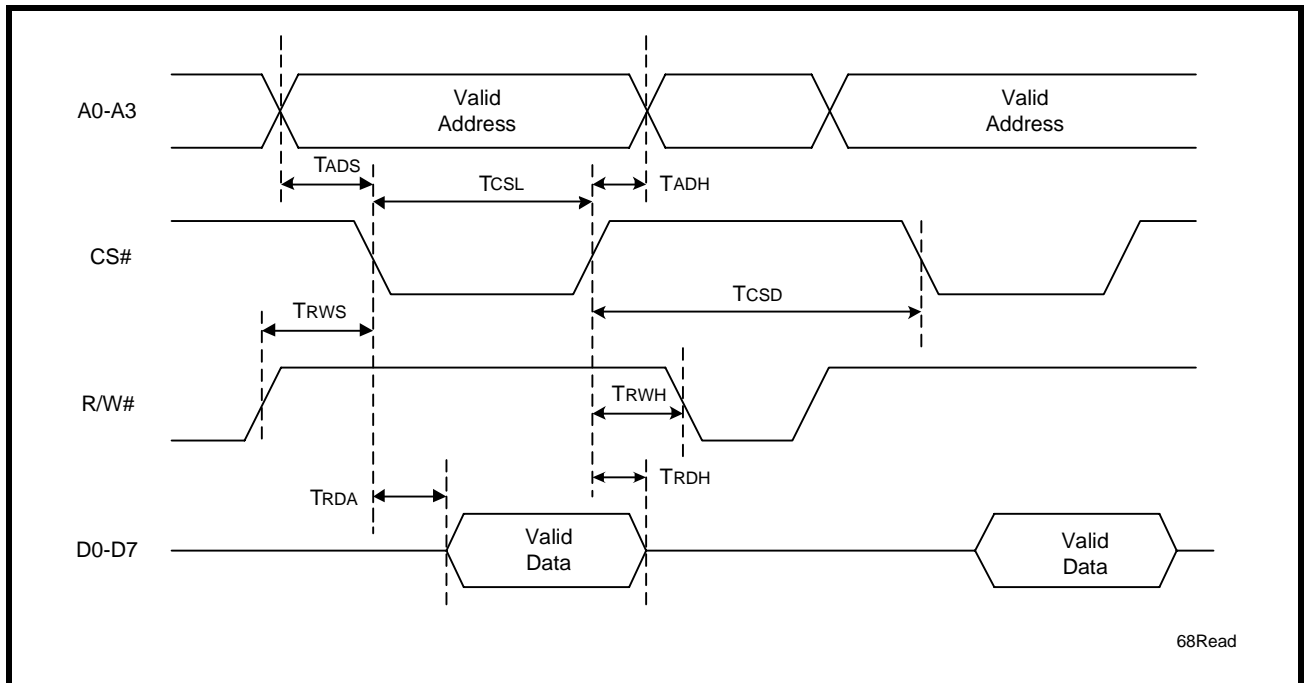 A0-A3
Valid
Address
Valid
Address
TADS
TCSL
TADH
CS#
TCSD
TRWS
R/W#
TRWH
TRDH
TRDA
D0-D7
Valid
Data
Valid
Data
68Read